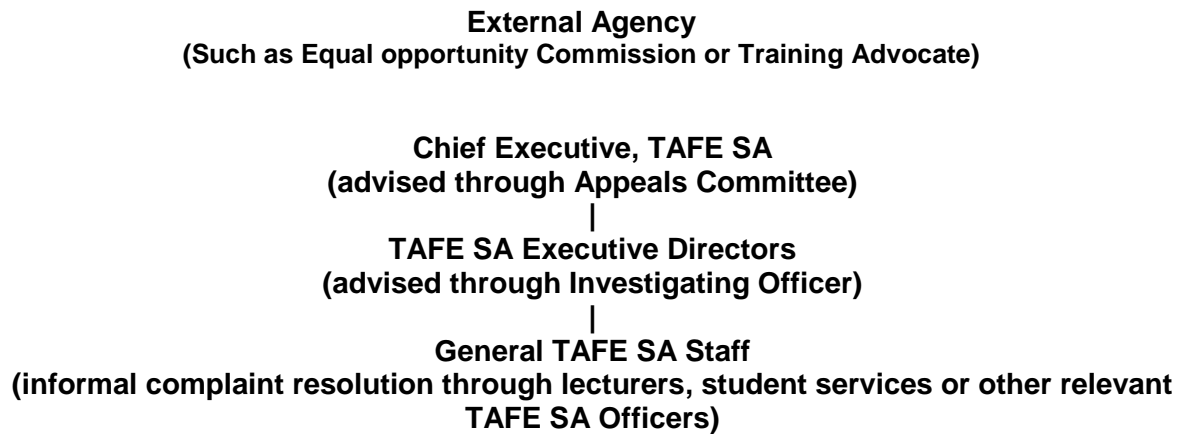 External Agency
(Such as Equal opportunity Commission or Training Advocate)
Chief Executive, TAFE SA
(advised through Appeals Committee)
|
TAFE SA Executive Directors
(advised through Investigating Officer)
|
General TAFE SA Staff
(informal complaint resolution through lecturers, student services or other relevant
TAFE SA Officers)